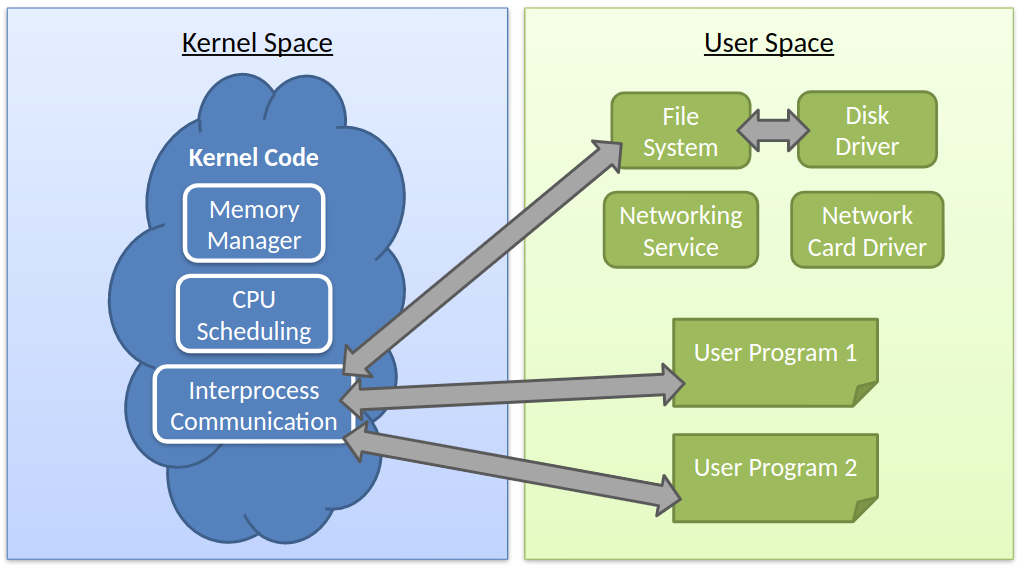 Kernel Space
Kernel Code
Memory
Manager
CPU
Scheduling
Interprocess
Communication
User Space
File
System
Disk
Driver
Networking
Service
Network
Card Driver
User Program 1
User Program 2